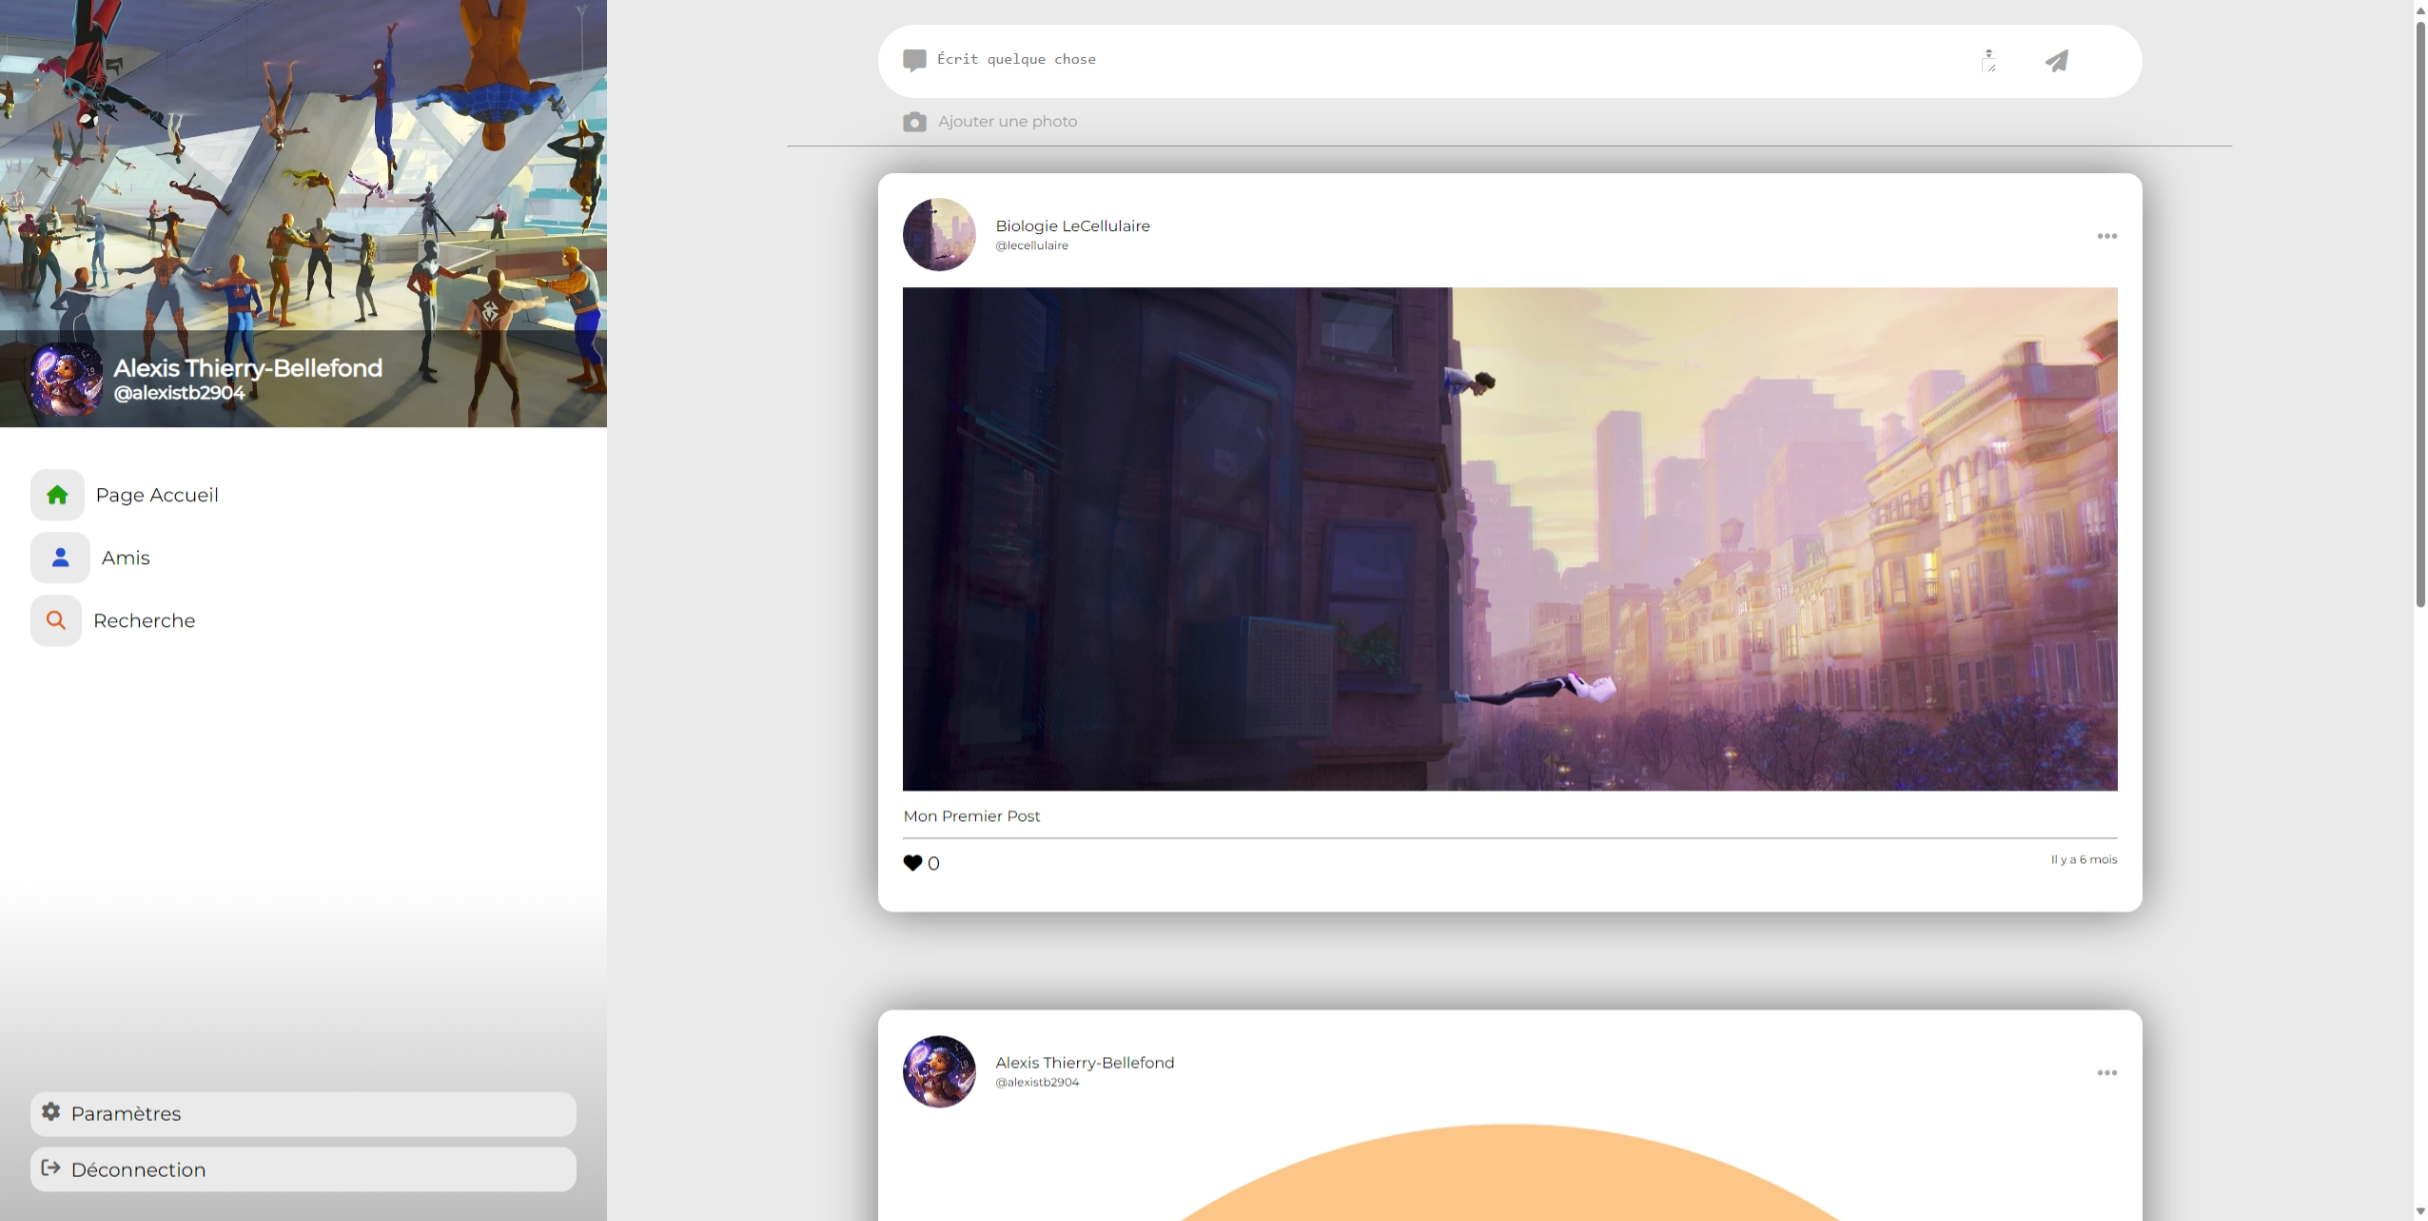 Alexis Thierry-Bellefond
@alexistb2904
Page Accueil
Amis
Recherche
Paramètres
Déconnection
Écrit quelque chose
Ajouter une photo
Biologie LeCellulaire
@lecellulaire
Mon Premier Post
0
Il y a 6 mois
Alexis Thierry-Bellefond
@alexistb2904